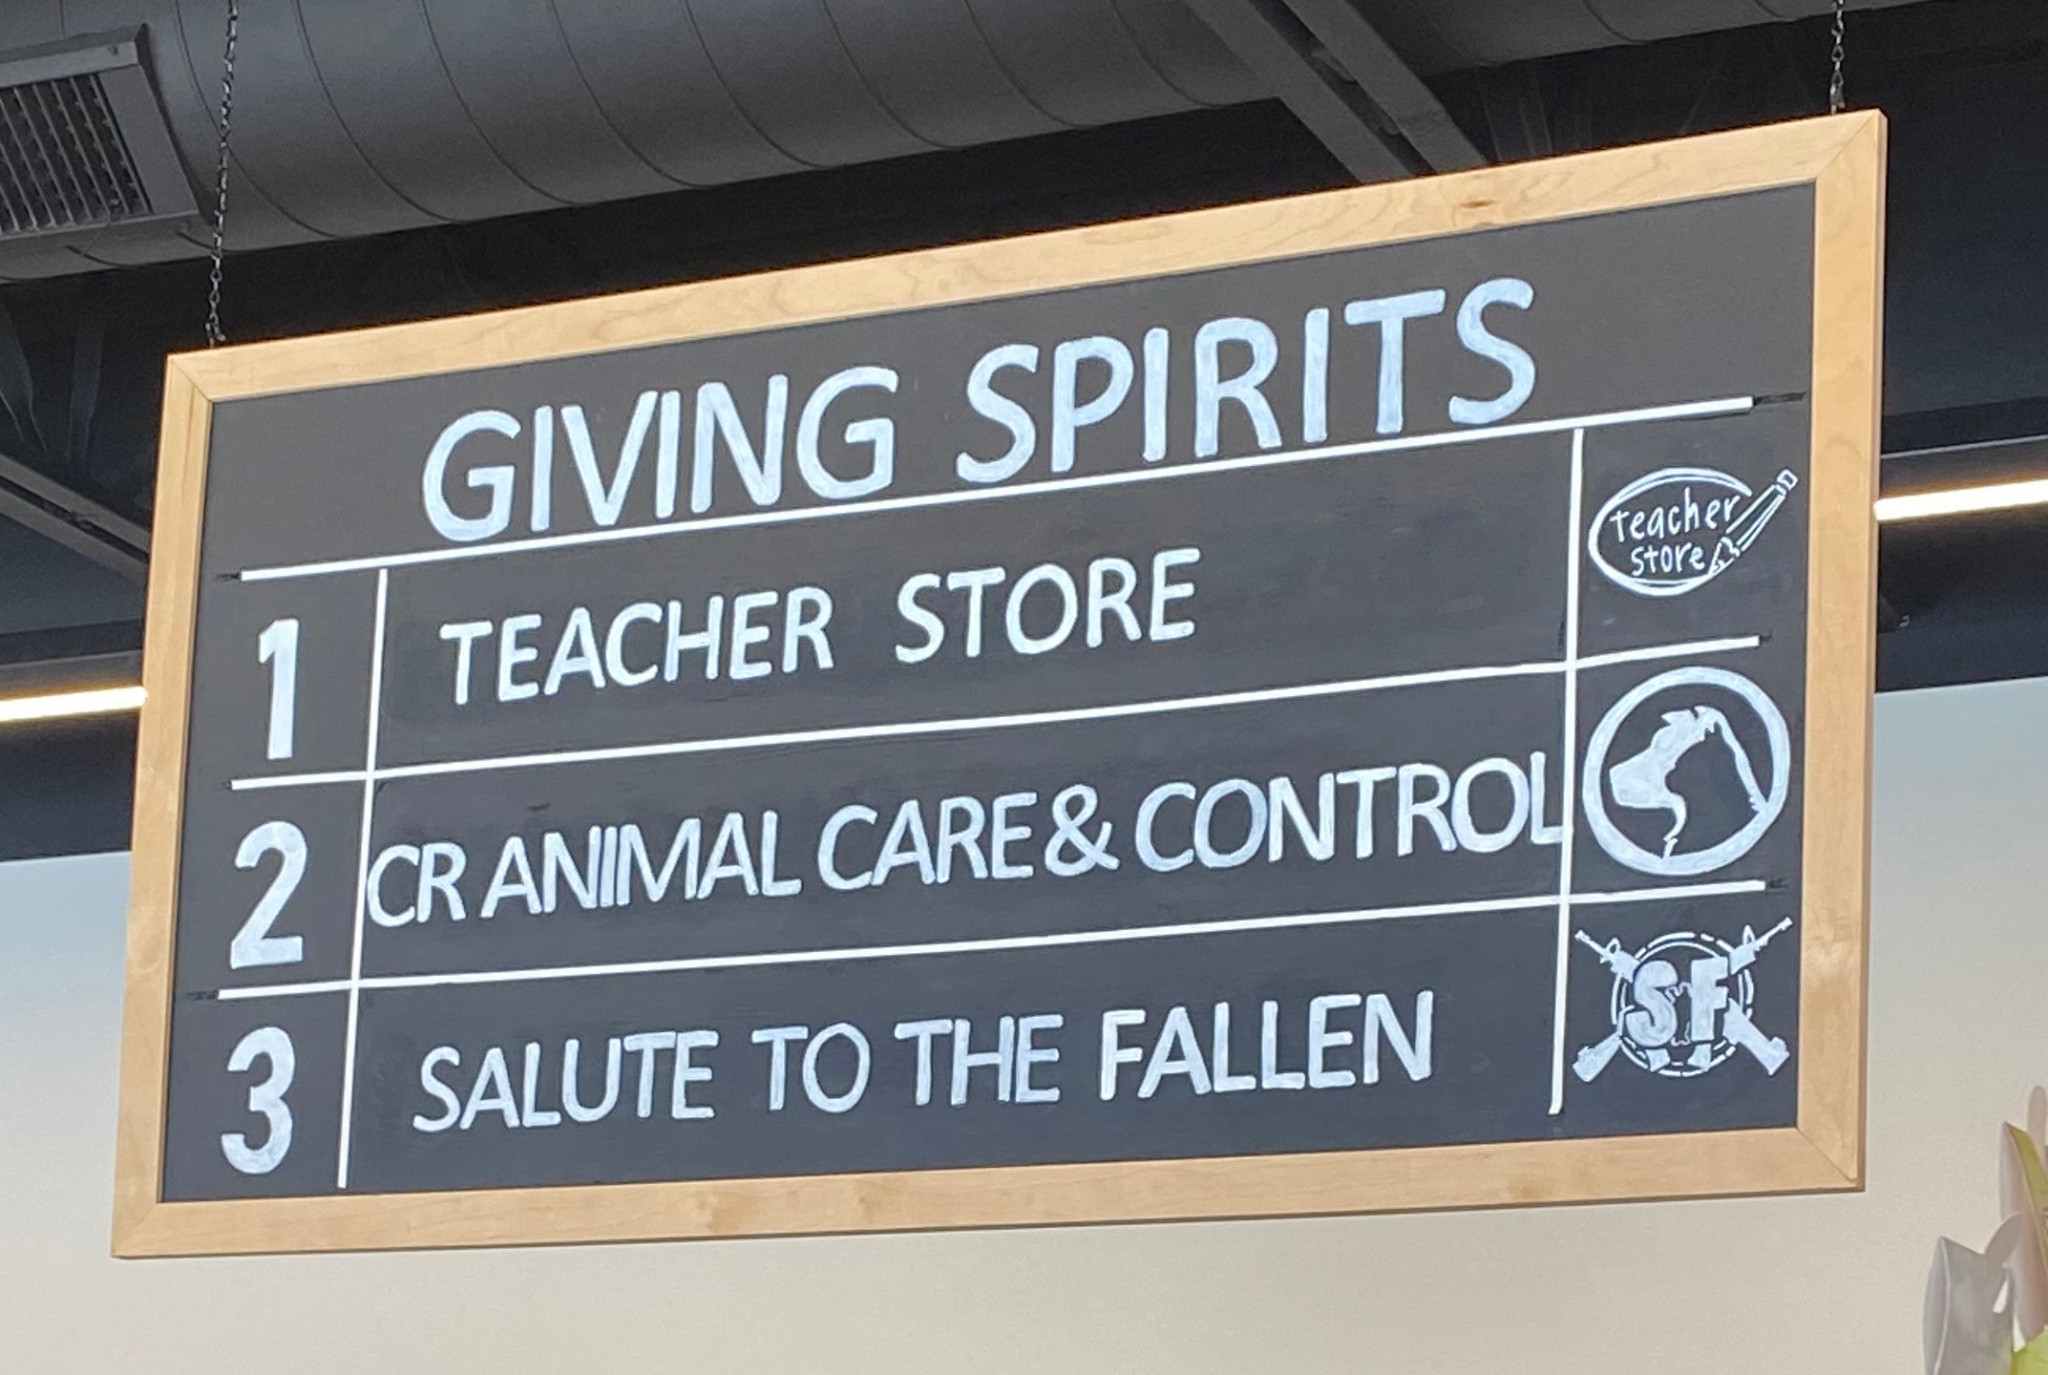 GIVING SPIRITS
1 TEACHER STORE
teacher
store
2 CR ANIMAL CARE & CONTROL
3 SALUTE TO THE FALLEN
SF